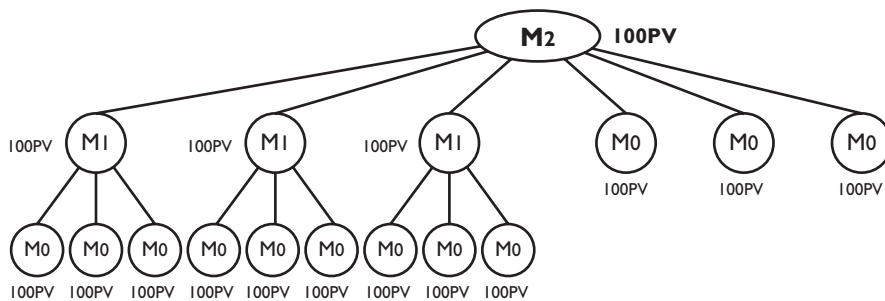 M2 100PV
100PV M1 100PV M1 100PV M1 M0 M0 M0
100PV 100PV 100PV
M0 M0 M0 M0 M0 M0 M0 M0 M0
100PV 100PV 100PV 100PV 100PV 100PV 100PV 100PV 100PV